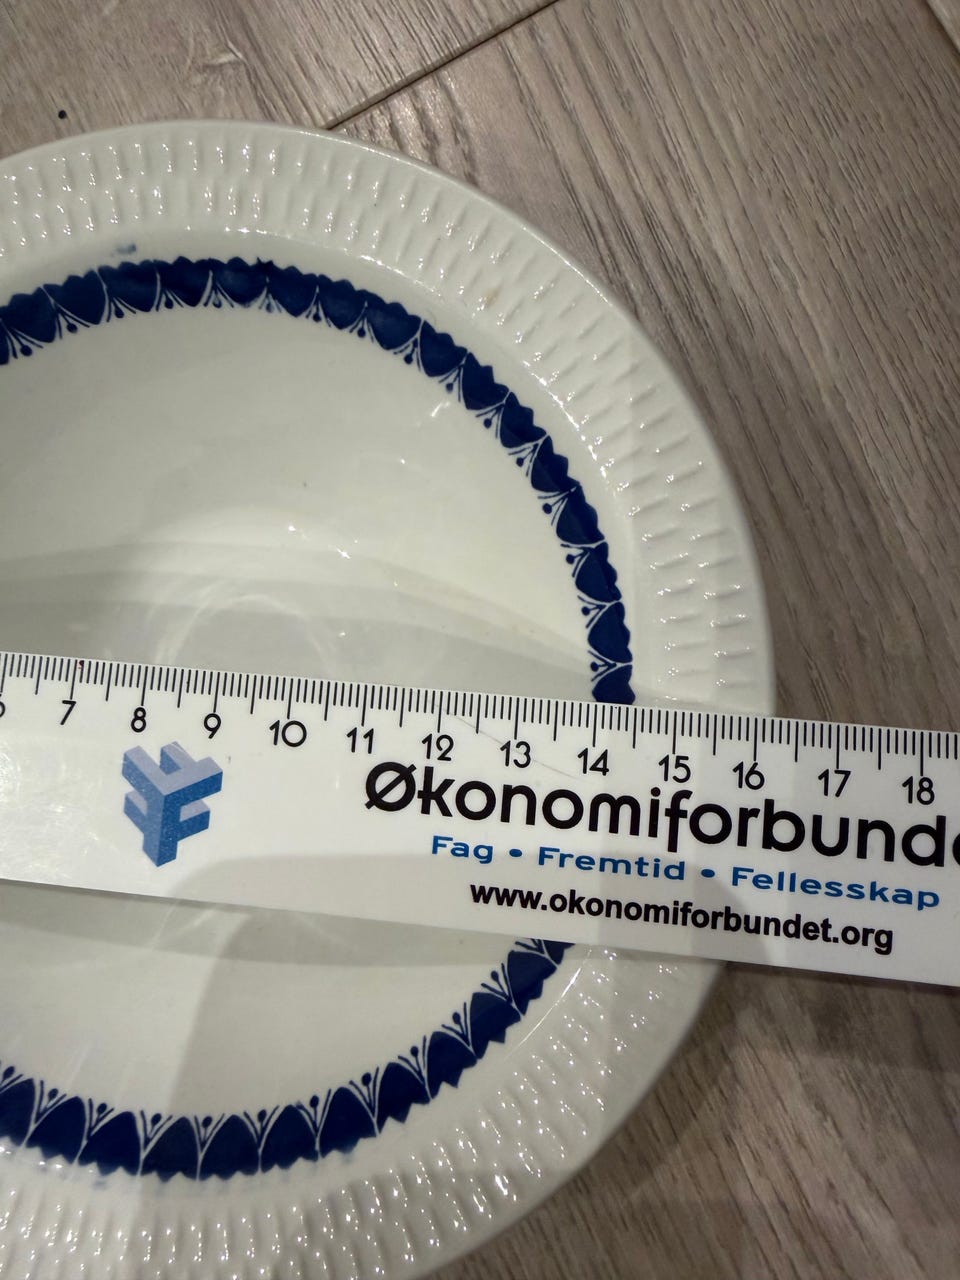 6 7 8 9 10 11 12 13 14 15 16 17 18
Økonomiforbunde
Fag • Fremtid • Fellesskap
www.okonomiforbundet.org